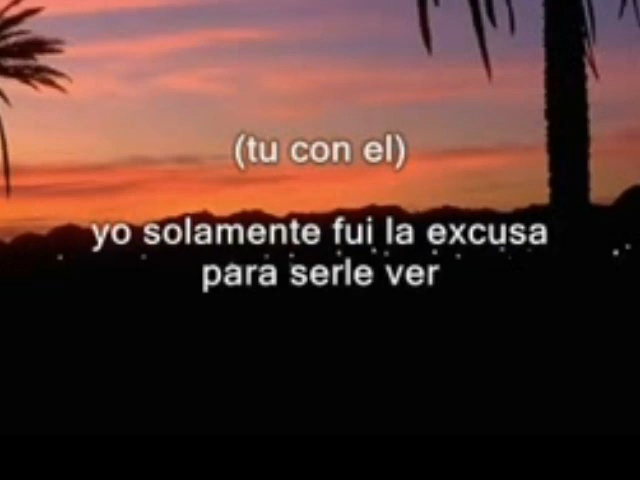 (tu con el)
yo solamente fui la excusa
para serle ver